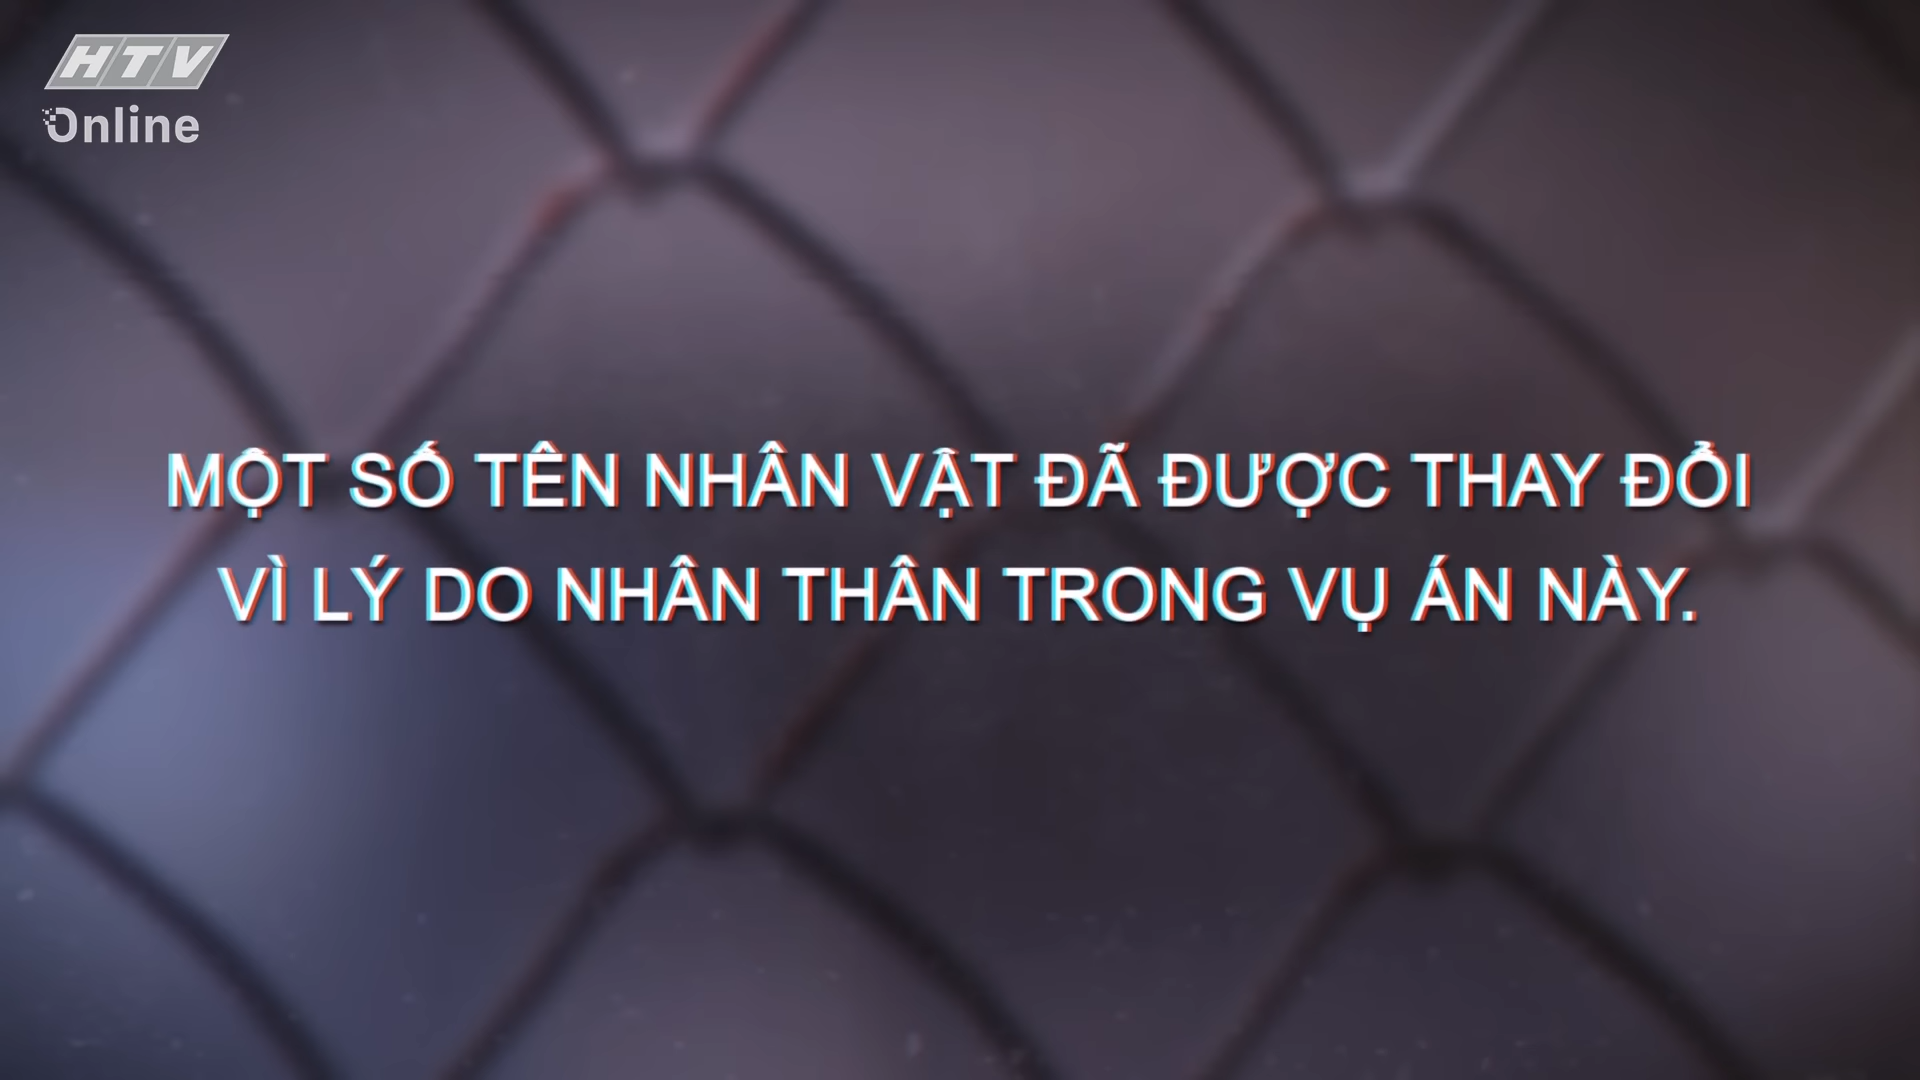 HTV
Online
MỘT SỐ TÊN NHÂN VẬT ĐÃ ĐƯỢC THAY ĐỔI
VÌ LÝ DO NHÂN THÂN TRONG VỤ ÁN NÀY.